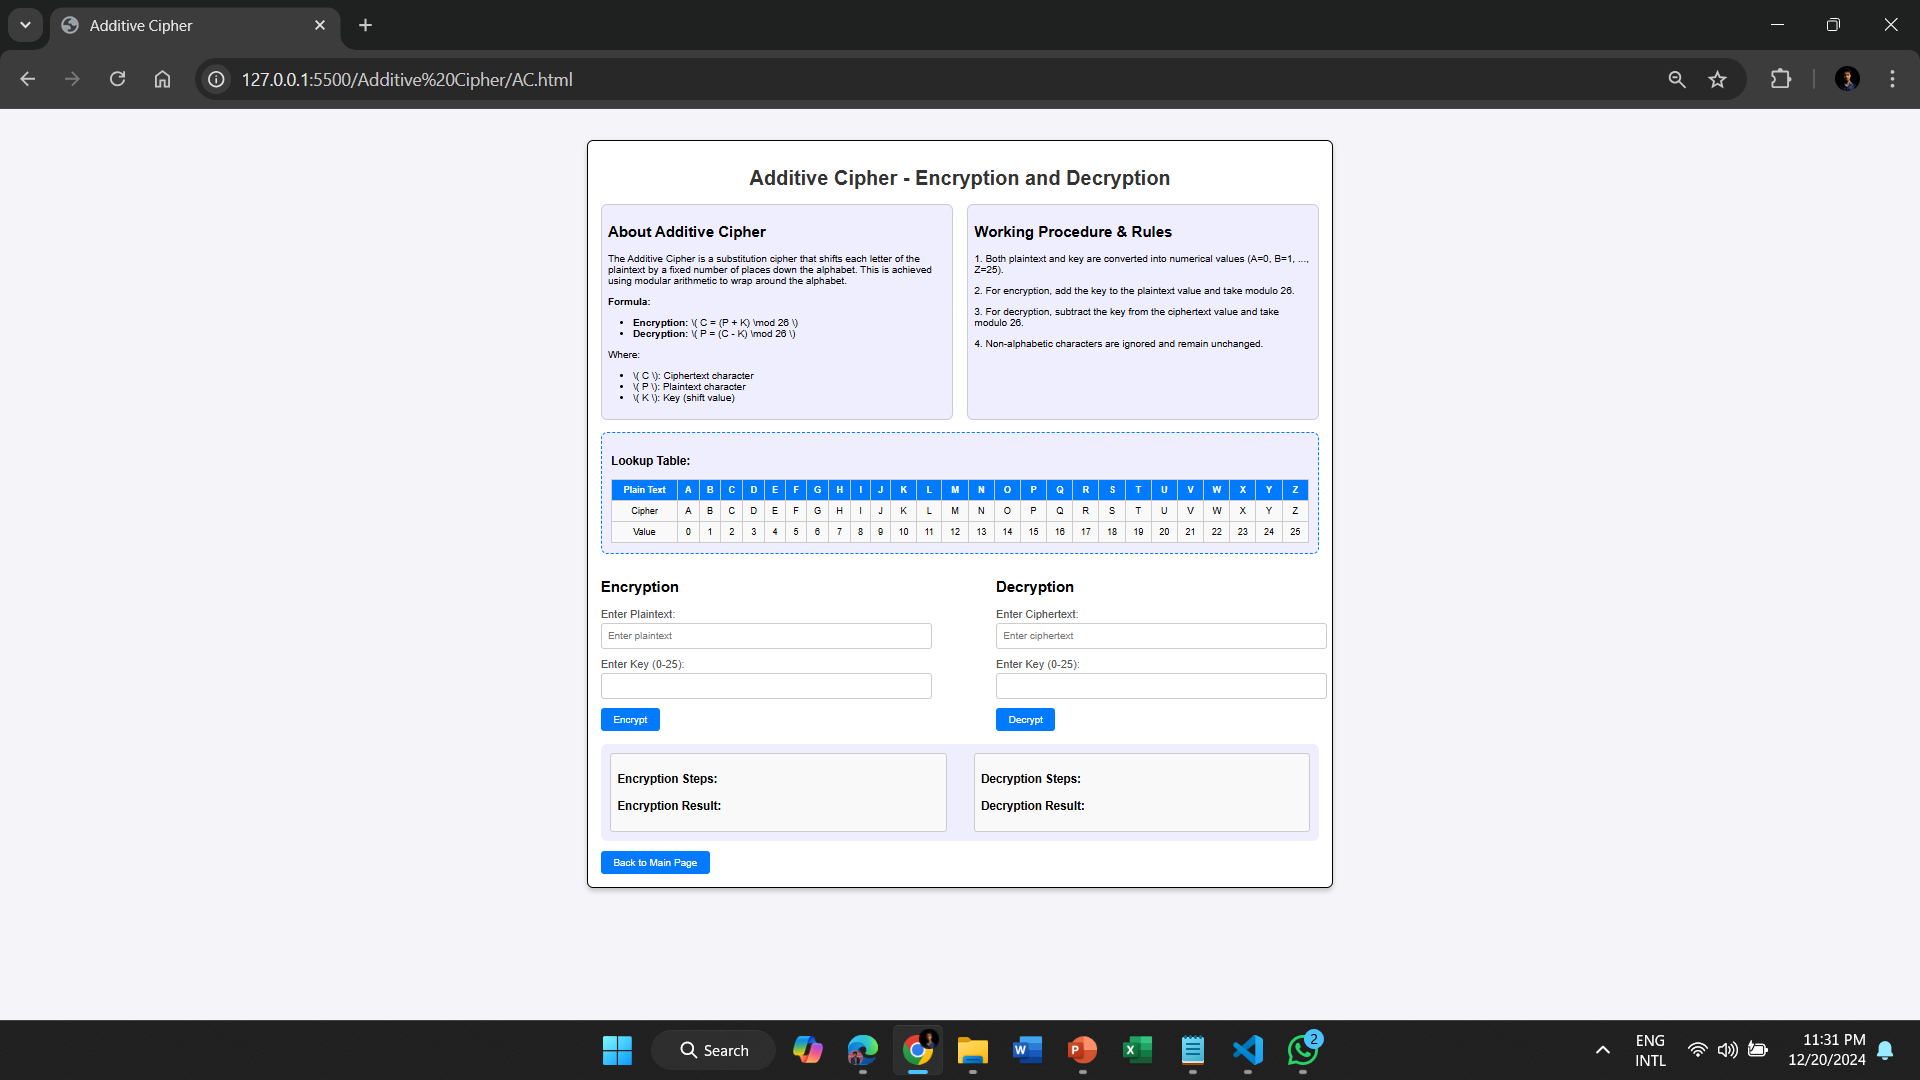 Additive Cipher
127.0.0.1:5500/Additive%20Cipher/AC.html
Additive Cipher - Encryption and Decryption
About Additive Cipher
The Additive Cipher is a substitution cipher that shifts each letter of the
plaintext by a fixed number of places down the alphabet. This is achieved
using modular arithmetic to wrap around the alphabet.
Formula:
• Encryption: \( C = (P + K) \mod 26 \)
• Decryption: \( P = (C - K) \mod 26 \)
Where:
• \( C \): Ciphertext character
• \( P \): Plaintext character
• \( K \): Key (shift value)
Working Procedure & Rules
1. Both plaintext and key are converted into numerical values (A=0, B=1, ...,
Z=25).
2. For encryption, add the key to the plaintext value and take modulo 26.
3. For decryption, subtract the key from the ciphertext value and take
modulo 26.
4. Non-alphabetic characters are ignored and remain unchanged.
Lookup Table:
Plain Text A B C D E F G H I J K L M N O P Q R S T U V W X Y Z
Cipher A B C D E F G H I J K L M N O P Q R S T U V W X Y Z
Value 0 1 2 3 4 5 6 7 8 9 10 11 12 13 14 15 16 17 18 19 20 21 22 23 24 25
Encryption
Enter Plaintext:
Enter plaintext
Enter Key (0-25):
Encrypt
Decryption
Enter Ciphertext:
Enter ciphertext
Enter Key (0-25):
Decrypt
Encryption Steps:
Encryption Result:
Decryption Steps:
Decryption Result:
Back to Main Page
Search
W
P
X
2
ENG
INTL
11:31 PM
12/20/2024